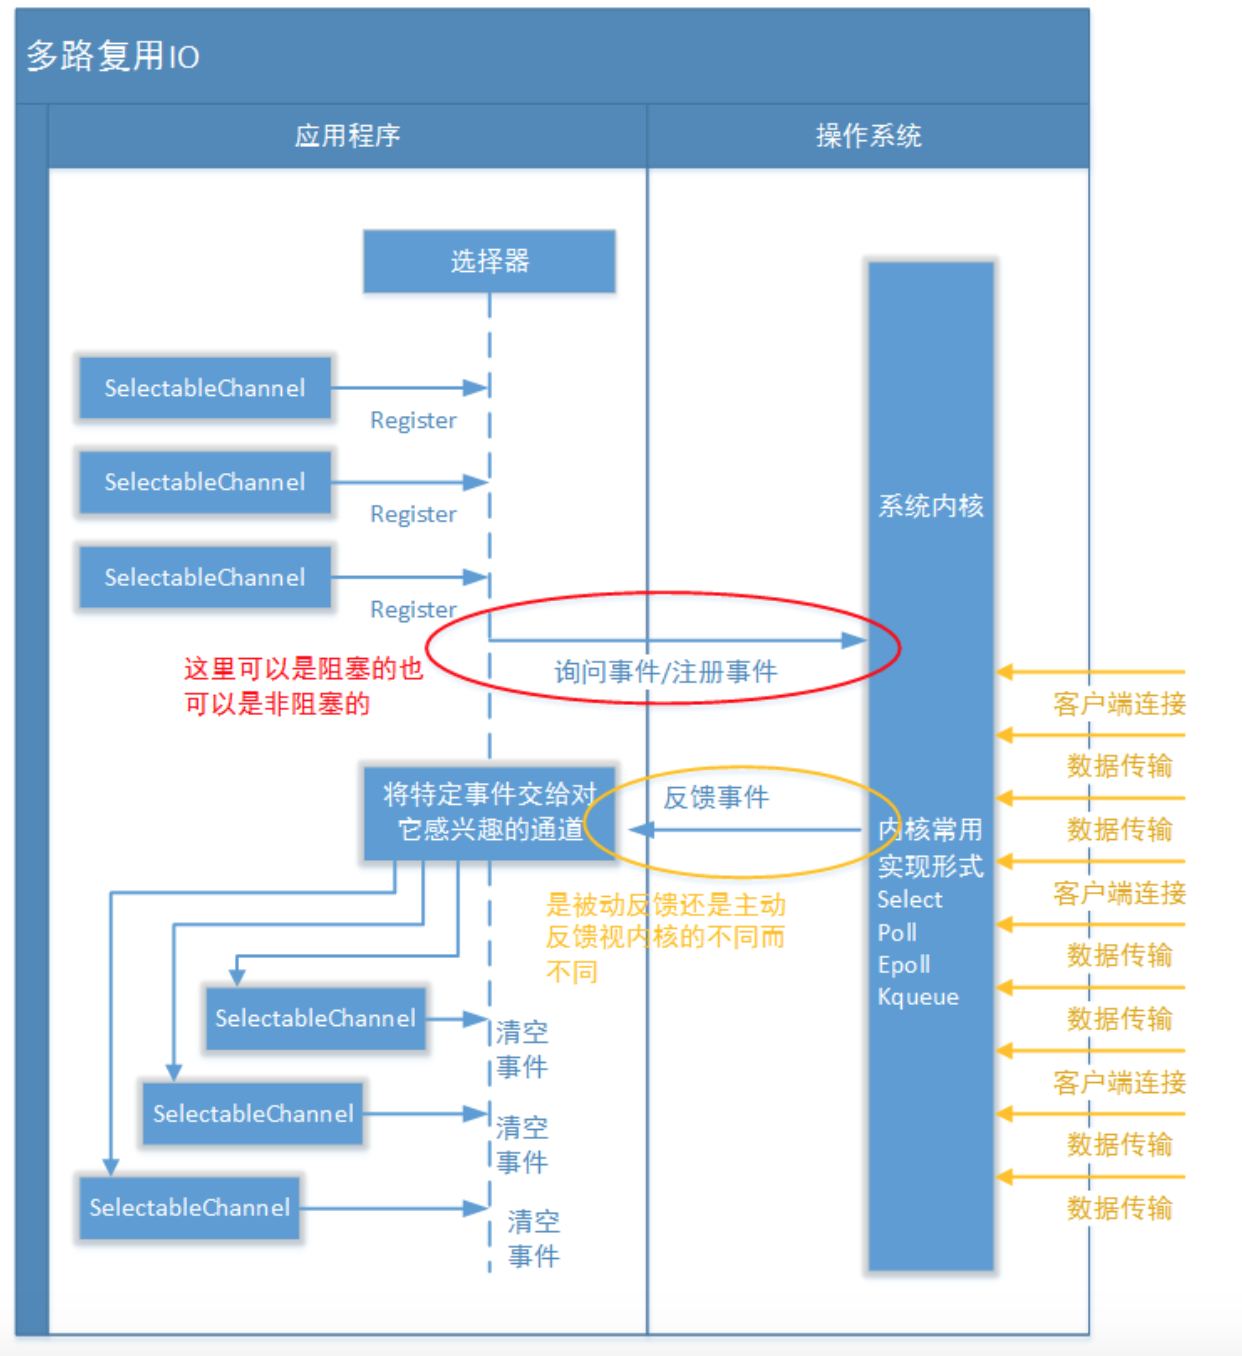 多路复用IO
应用程序
操作系统
选择器
SelectableChannel
Register
SelectableChannel
Register
SelectableChannel
Register
系统内核
这里可以是阻塞的也
可以是非阻塞的
询问事件/注册事件
将特定事件交给对
它感兴趣的通道
反馈事件
是被动反馈还是主动
反馈视内核的不同而
不同
内核常用
实现形式
Select
Poll
Epoll
Kqueue
SelectableChannel
清空
事件
SelectableChannel
清空
事件
SelectableChannel
清空
事件
客户端连接
数据传输
数据传输
客户端连接
数据传输
数据传输
客户端连接
数据传输
数据传输